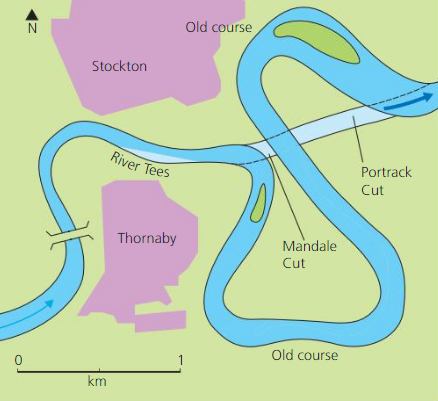 N
Old course
Stockton
River Tees
Portrack
Cut
Thornaby
Mandale
Cut
Old course
0 1
km